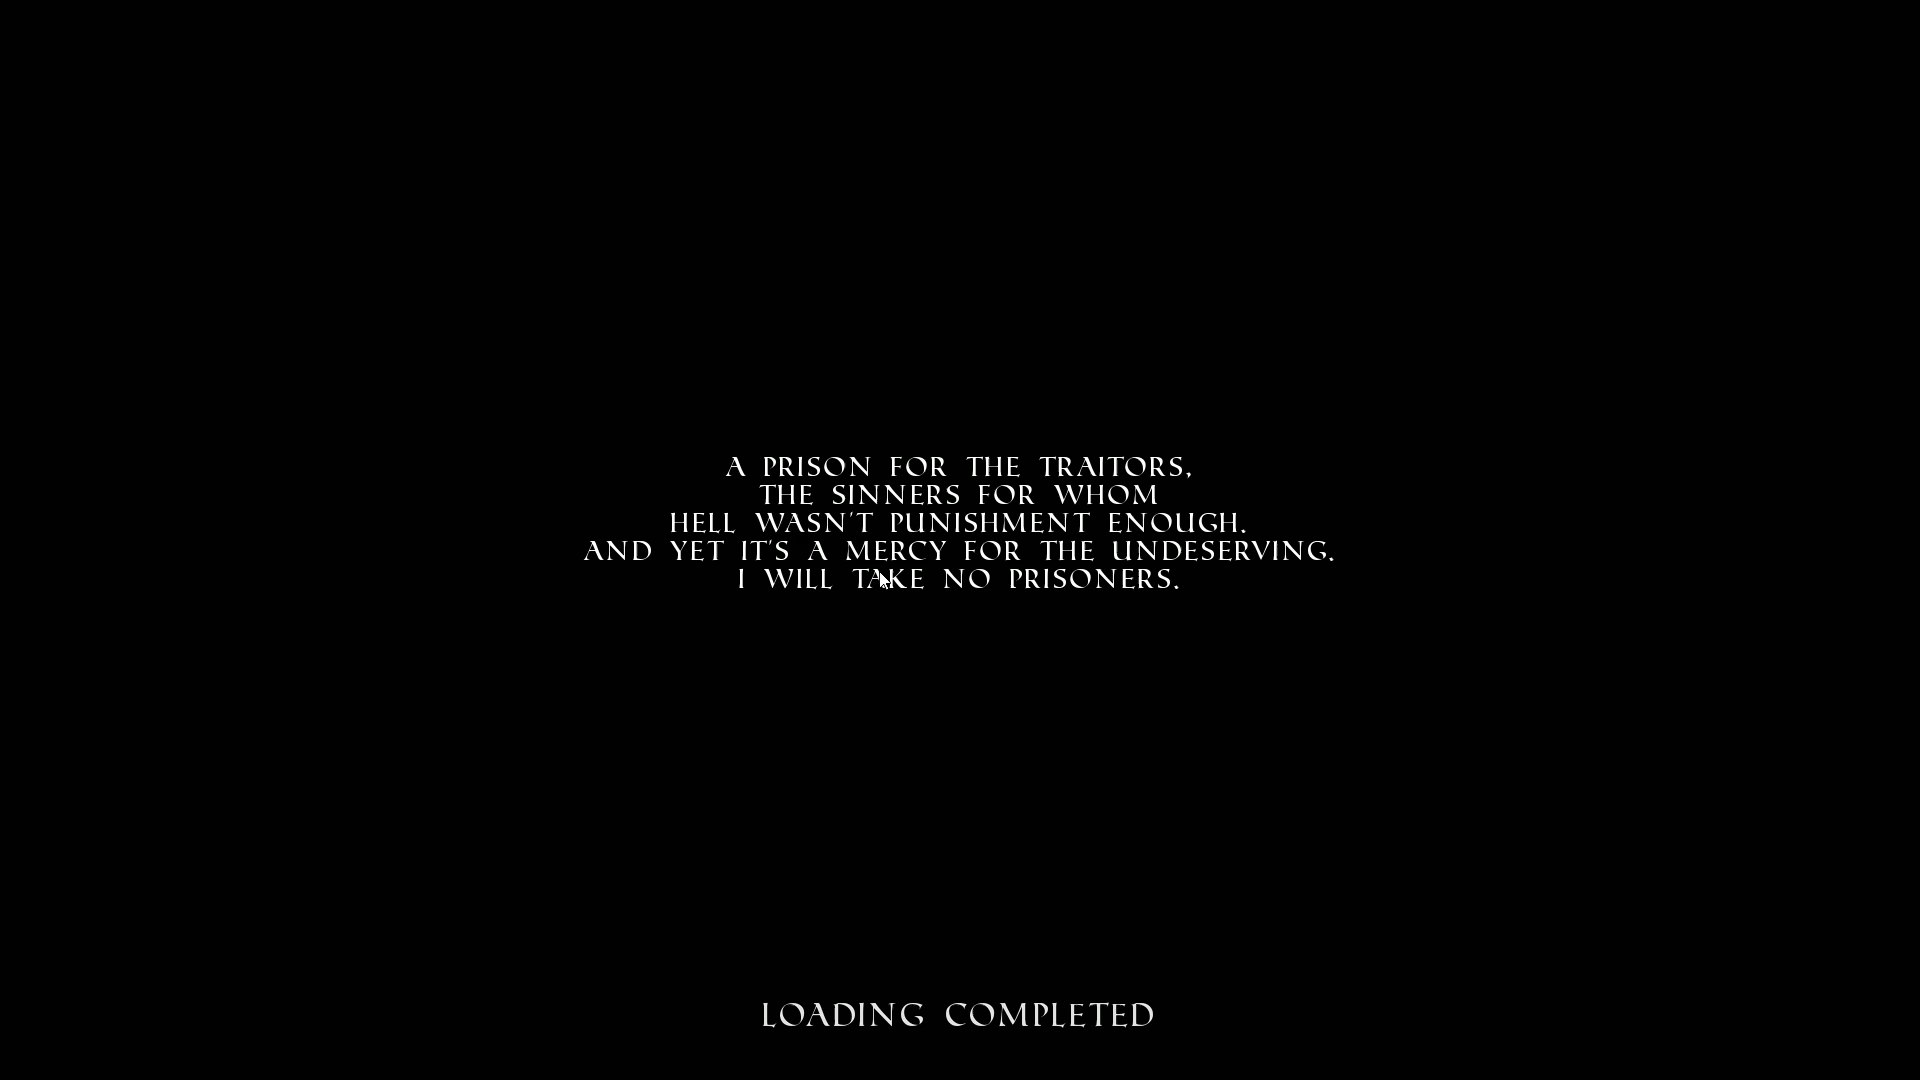 A PRISON FOR THE TRAITORS,
THE SINNERS FOR WHOM
HELL WASN'T PUNISHMENT ENOUGH.
AND YET IT'S A MERCY FOR THE UNDESERVING.
I WILL TAKE NO PRISONERS.
LOADING COMPLETED